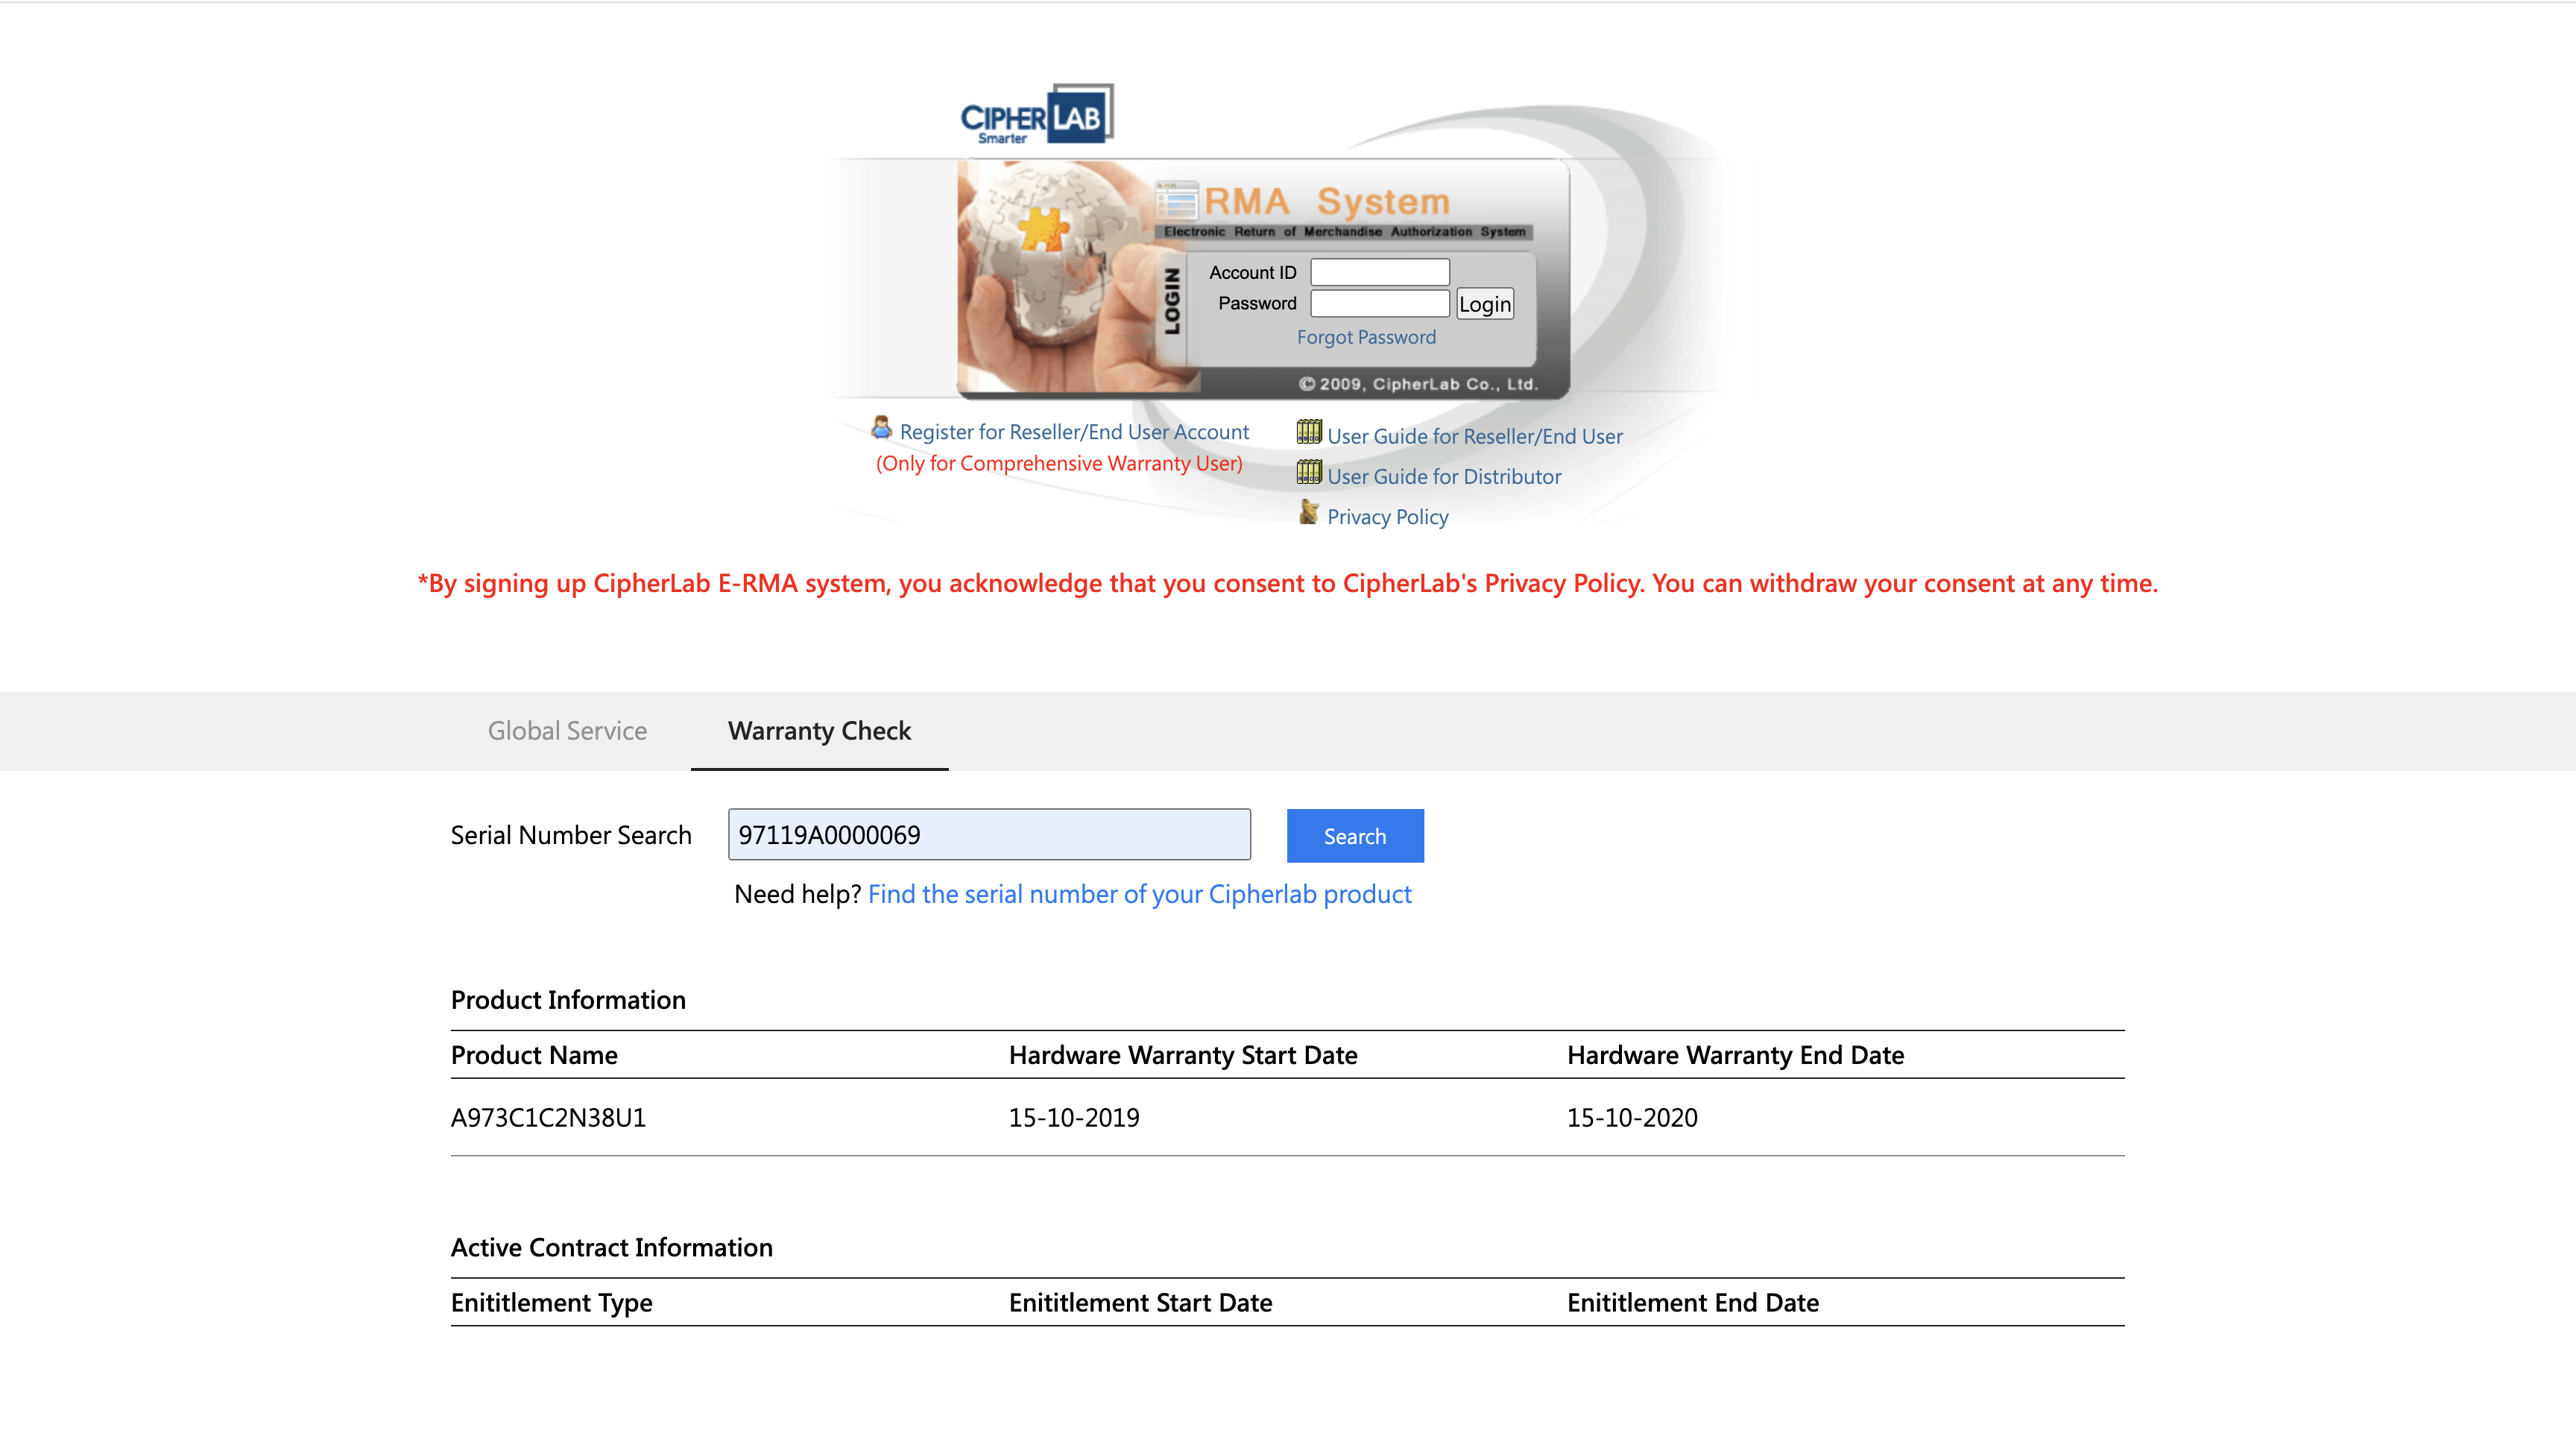 CIPHERLAB
Smarter
RMA System
Electronic Return of Merchandise Authorization System
LOGIN
Account ID
Password
Login
Forgot Password
© 2009, CipherLab Co., Ltd.
Register for Reseller/End User Account
(Only for Comprehensive Warranty User)
User Guide for Reseller/End User
User Guide for Distributor
Privacy Policy
*By signing up CipherLab E-RMA system, you acknowledge that you consent to CipherLab's Privacy Policy. You can withdraw your consent at any time.
Global Service Warranty Check
Serial Number Search 97119A0000069 Search
Need help? Find the serial number of your Cipherlab product
Product Information
Product Name Hardware Warranty Start Date Hardware Warranty End Date
A973C1C2N38U1 15-10-2019 15-10-2020
Active Contract Information
Enititlement Type Enititlement Start Date Enititlement End Date